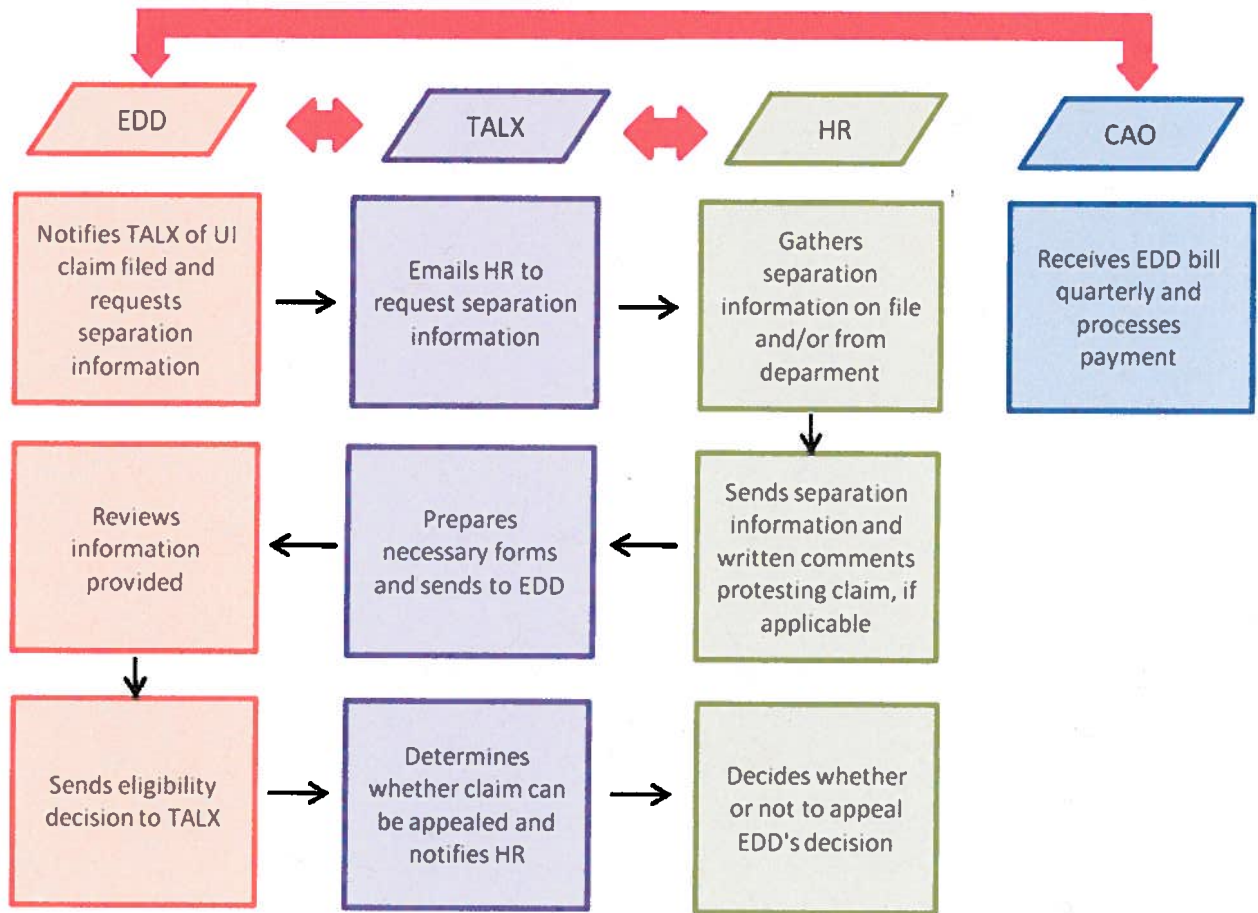 EDD
TALX
HR
CAO
Notifies TALX of UI
claim filed and
requests
separation
information
Emails HR to
request separation
information
Gathers
separation
information on file
and/or from
deparment
Receives EDD bill
quarterly and
processes
payment
Reviews
information
provided
Prepares
necessary forms
and sends to EDD
Sends separation
information and
written comments
protesting claim, if
applicable
Sends eligibility
decision to TALX
Determines
whether claim can
be appealed and
notifies HR
Decides whether
or not to appeal
EDD's decision